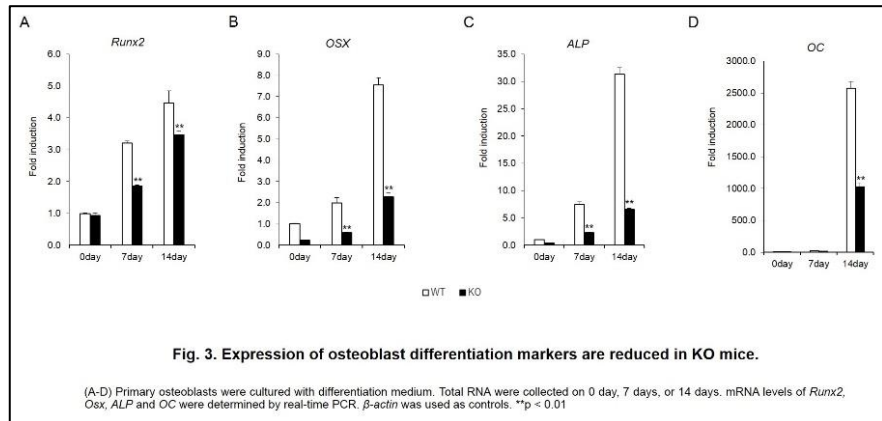 A
Runx2
6.0
5.0
4.0
3.0
2.0
1.0
0.0
Fold induction
**
**
0day 7day 14day
B
OSX
9.0
8.0
7.0
6.0
5.0
4.0
3.0
2.0
1.0
0.0
Fold induction
**
**
0day 7day 14day
C
ALP
35.0
30.0
25.0
20.0
15.0
10.0
5.0
0.0
Fold induction
**
**
0day 7day 14day
D
OC
3000.0
2500.0
2000.0
1500.0
1000.0
500.0
0.0
Fold induction
**
0day 7day 14day
WT KO
Fig. 3. Expression of osteoblast differentiation markers are reduced in KO mice.
(A-D) Primary osteoblasts were cultured with differentiation medium. Total RNA were collected on 0 day, 7 days, or 14 days. mRNA levels of Runx2,
Osx, ALP and OC were determined by real-time PCR. β-actin was used as controls. **p < 0.01